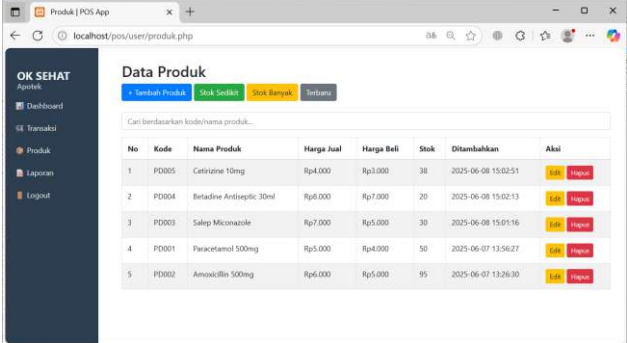 Produk | POS App
localhost/pos/user/produk.php
OK SEHAT
Apotek
Dashboard
Transaksi
Produk
Laporan
Logout
Data Produk
+ Tambah Produk Stok Sedikit Stok Banyak Terbaru
Cari berdasarkan kode/nama produk...
No Kode Nama Produk Harga Jual Harga Beli Stok Ditambahkan Aksi
1 PD005 Cetirizine 10mg Rp4.000 Rp3.000 38 2025-06-08 15:02:51 Edit Hapus
2 PD004 Betadine Antiseptic 30ml Rp8.000 Rp7.000 20 2025-06-08 15:02:13 Edit Hapus
3 PD003 Salep Miconazole Rp7.000 Rp5.000 30 2025-06-08 15:01:16 Edit Hapus
4 PD001 Paracetamol 500mg Rp5.000 Rp4.000 50 2025-06-07 13:56:27 Edit Hapus
5 PD002 Amoxicillin 500mg Rp6.000 Rp5.000 95 2025-06-07 13:26:30 Edit Hapus